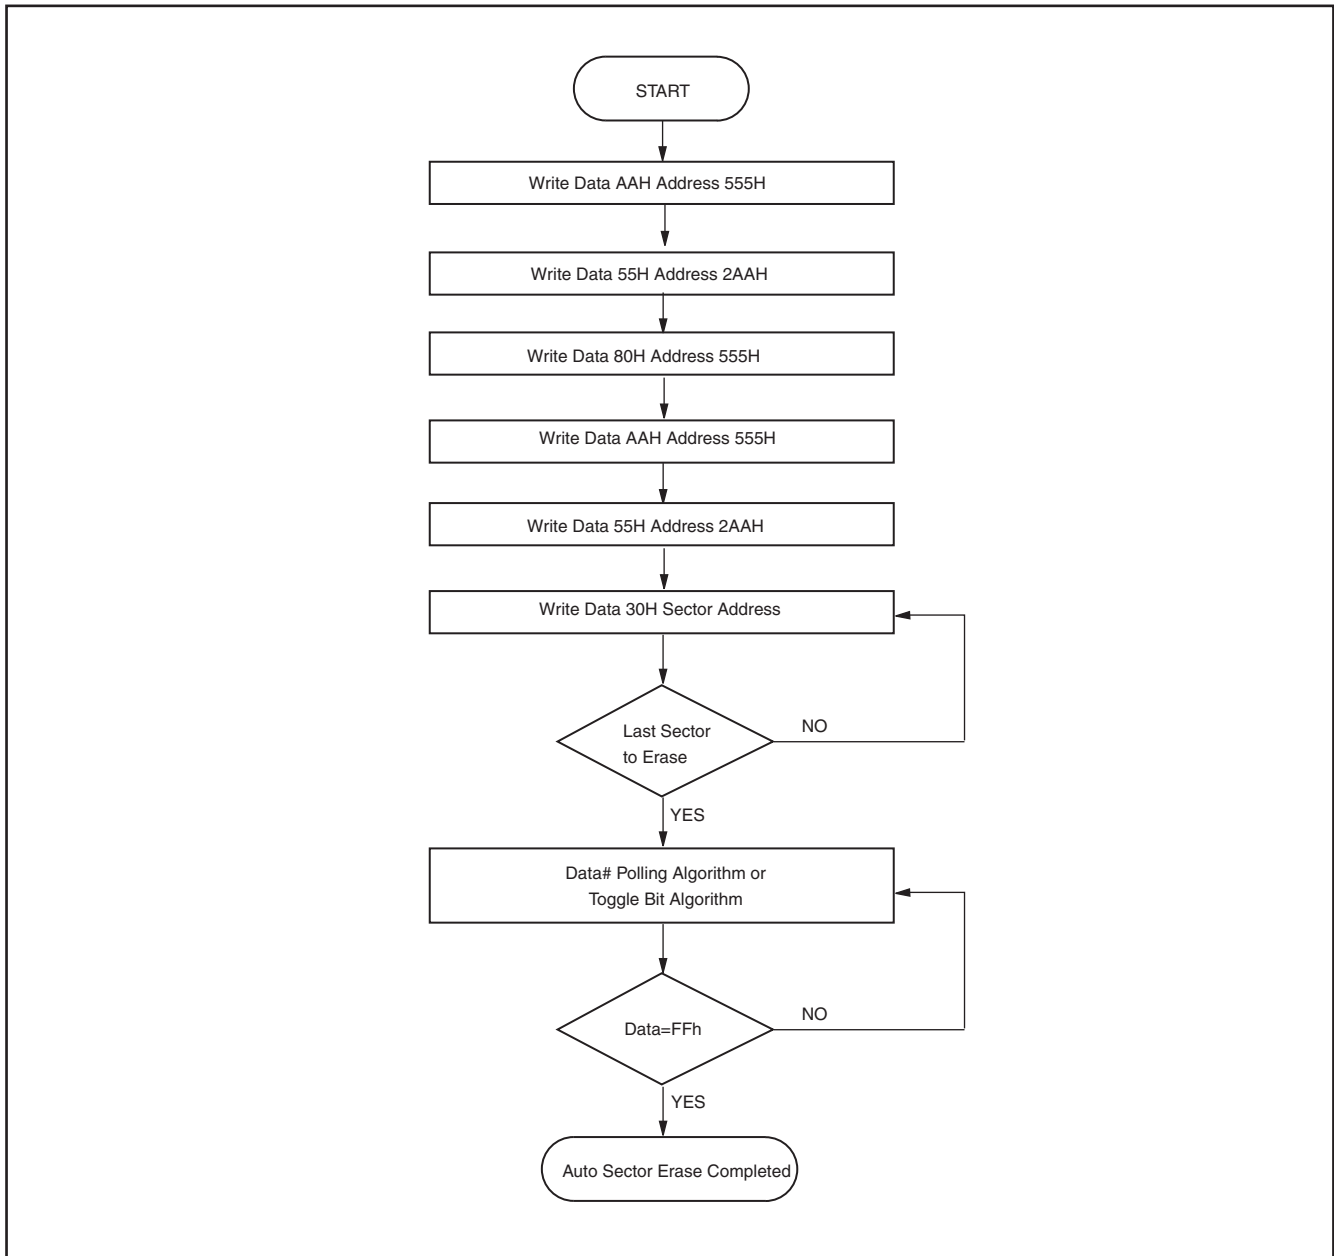 START
Write Data AAH Address 555H
Write Data 55H Address 2AAH
Write Data 80H Address 555H
Write Data AAH Address 555H
Write Data 55H Address 2AAH
Write Data 30H Sector Address
Last Sector
to Erase
NO
YES
Data# Polling Algorithm or
Toggle Bit Algorithm
Data=FFh
NO
YES
Auto Sector Erase Completed